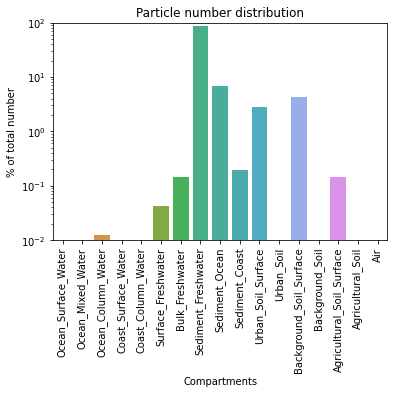 Particle number distribution
% of total number
10²
10¹
10⁰
10⁻¹
10⁻²
Ocean_Surface_Water
Ocean_Mixed_Water
Ocean_Column_Water
Coast_Surface_Water
Coast_Column_Water
Surface_Freshwater
Bulk_Freshwater
Sediment_Freshwater
Sediment_Ocean
Sediment_Coast
Urban_Soil_Surface
Urban_Soil
Background_Soil_Surface
Background_Soil
Agricultural_Soil_Surface
Agricultural_Soil
Air
Compartments